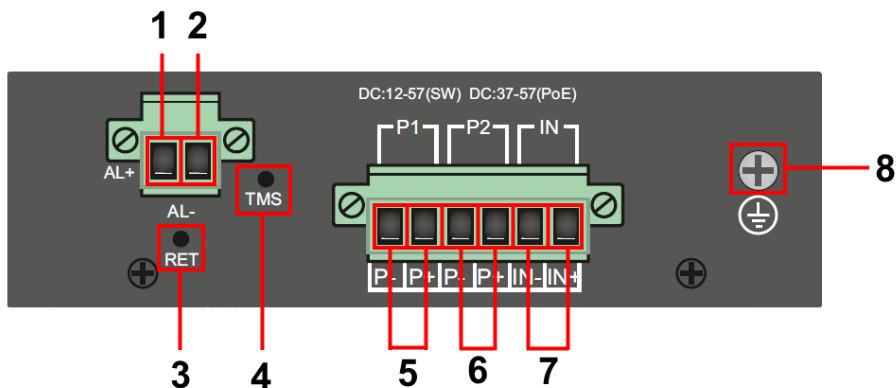 1 2
DC:12-57(SW) DC:37-57(PoE)
P1 P2 IN
AL+
8
TMS
AL-
RET
P- P+ P- P+ IN- IN+
3 4 5 6 7